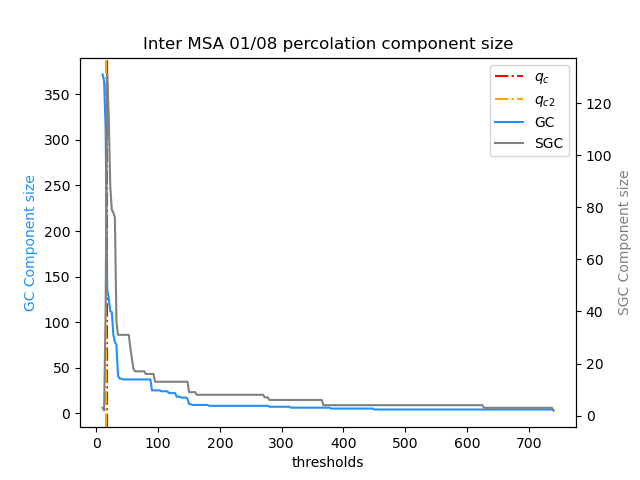 Inter MSA 01/08 percolation component size
GC Component size
350
300
250
200
150
100
50
0
0 100 200 300 400 500 600 700
thresholds
120
100
80
60
40
20
0
SGC Component size
q_c
q_{c2}
GC
SGC